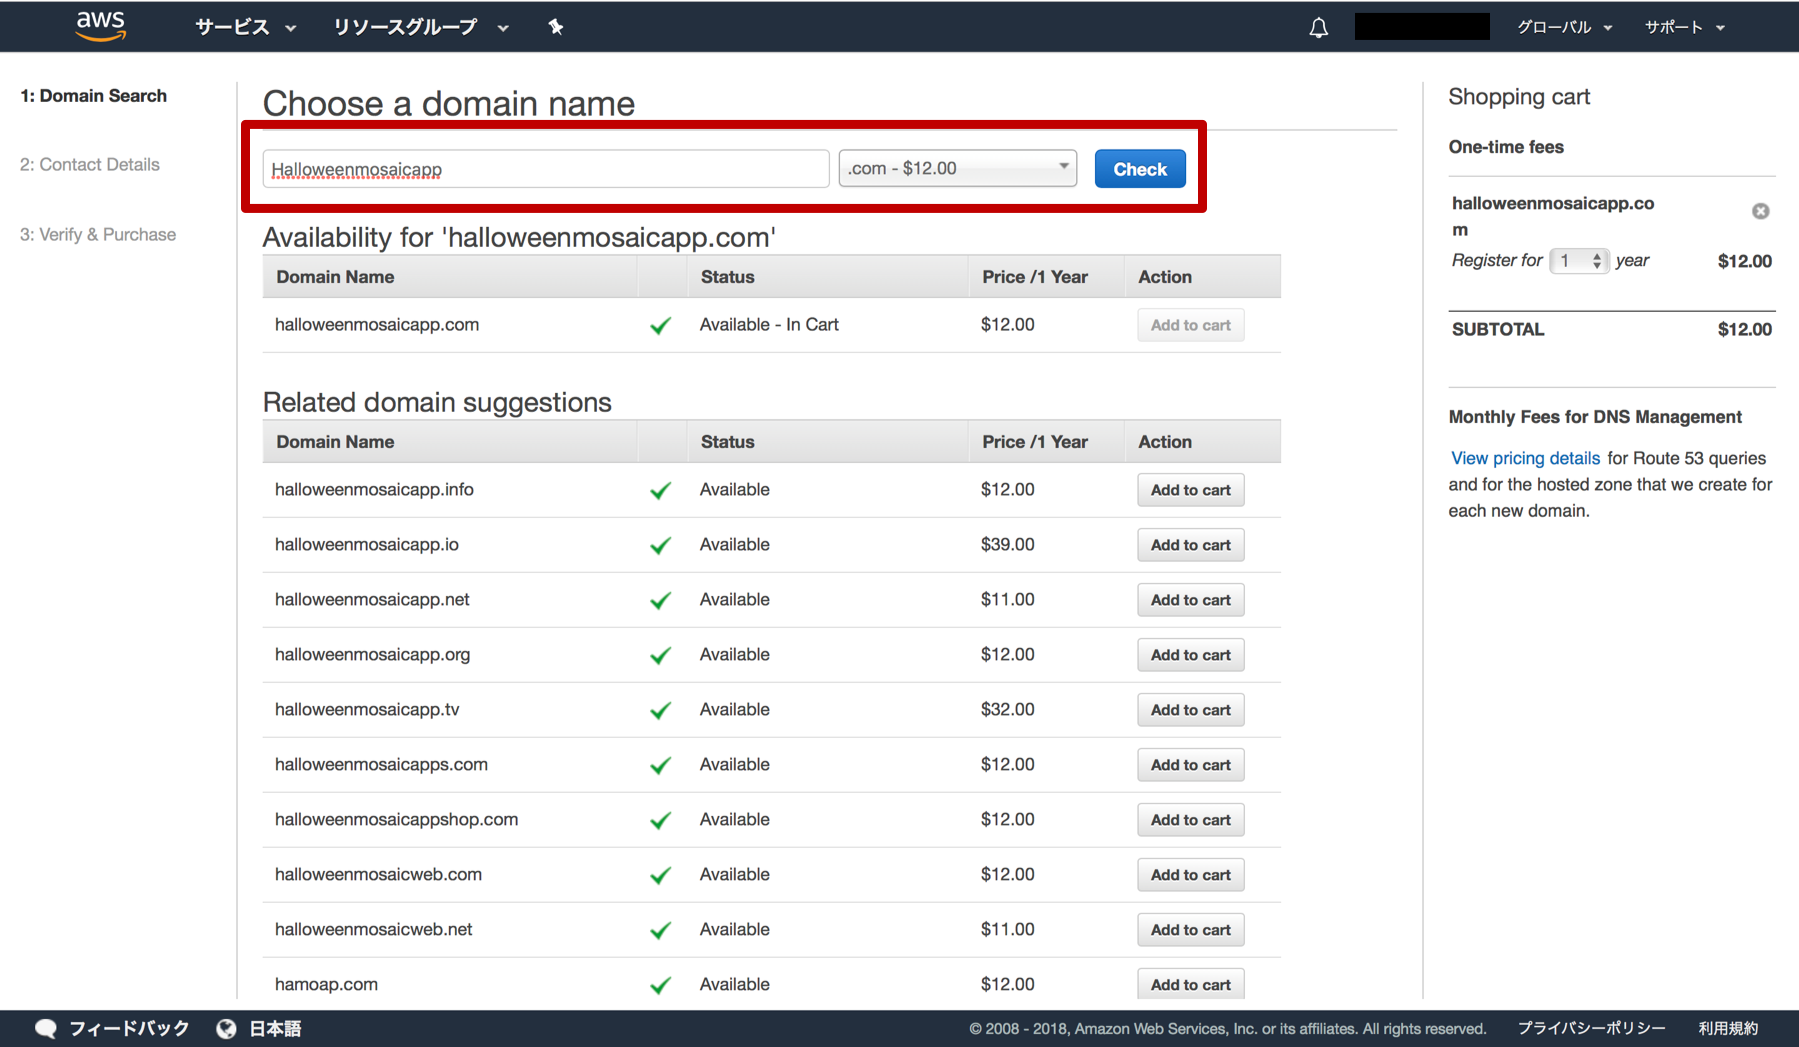 aws サービス リソースグループ グローバル サポート
1: Domain Search
2: Contact Details
3: Verify & Purchase
Choose a domain name
Halloweenmosaicapp .com - $12.00 Check
Availability for 'halloweenmosaicapp.com'
Domain Name Status Price /1 Year Action
halloweenmosaicapp.com Available - In Cart $12.00 Add to cart
Related domain suggestions
Domain Name Status Price /1 Year Action
halloweenmosaicapp.info Available $12.00 Add to cart
halloweenmosaicapp.io Available $39.00 Add to cart
halloweenmosaicapp.net Available $11.00 Add to cart
halloweenmosaicapp.org Available $12.00 Add to cart
halloweenmosaicapp.tv Available $32.00 Add to cart
halloweenmosaicapps.com Available $12.00 Add to cart
halloweenmosaicappshop.com Available $12.00 Add to cart
halloweenmosaicweb.com Available $12.00 Add to cart
halloweenmosaicweb.net Available $11.00 Add to cart
hamoap.com Available $12.00 Add to cart
Shopping cart
One-time fees
halloweenmosaicapp.co
m
Register for 1 year $12.00
SUBTOTAL $12.00
Monthly Fees for DNS Management
View pricing details for Route 53 queries
and for the hosted zone that we create for
each new domain.
フィードバック 日本語 © 2008 - 2018, Amazon Web Services, Inc. or its affiliates. All rights reserved. プライバシーポリシー 利用規約